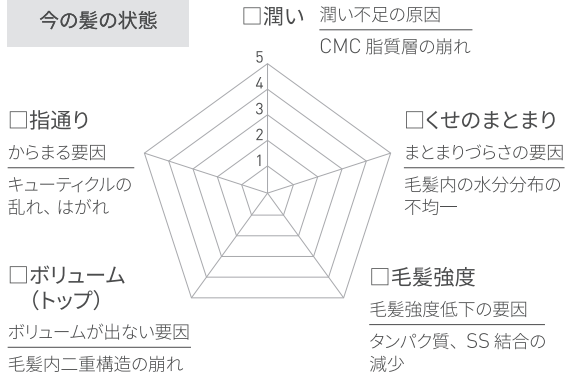 今の髪の状態
□潤い
潤い不足の原因
CMC 脂質層の崩れ
5
4
3
2
1
□指通り
からまる要因
キューティクルの
乱れ、はがれ
□くせのまとまり
まとまりづらさの要因
毛髪内の水分分布の
不均一
□ボリューム
（トップ）
ボリュームが出ない要因
毛髪内二重構造の崩れ
□毛髪強度
毛髪強度低下の要因
タンパク質、SS 結合の
減少